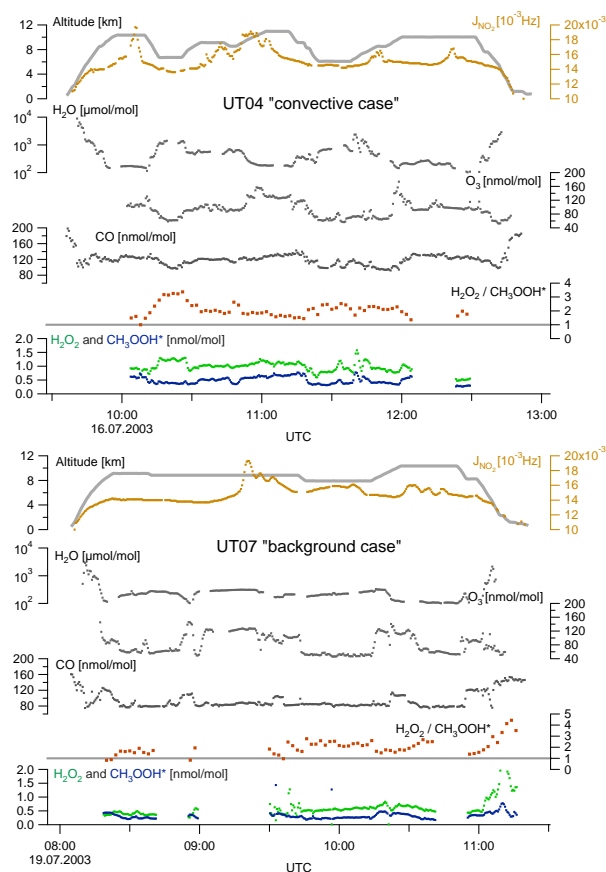 Altitude [km]
J_NO2 [10^-3 Hz]
12
8
4
0
20x10^-3
18
16
14
12
10
UT04 "convective case"
H2O [µmol/mol]
10^4
10^3
10^2
O3 [nmol/mol]
200
160
120
80
40
CO [nmol/mol]
200
160
120
80
H2O2 / CH3OOH*
4
3
2
1
0
H2O2 and CH3OOH* [nmol/mol]
2.0
1.5
1.0
0.5
0.0
10:00 11:00 12:00 13:00
16.07.2003
UTC
Altitude [km]
J_NO2 [10^-3 Hz]
12
8
4
0
20x10^-3
18
16
14
12
10
UT07 "background case"
H2O [µmol/mol]
10^4
10^3
10^2
O3 [nmol/mol]
200
160
120
80
40
CO [nmol/mol]
200
160
120
80
H2O2 / CH3OOH*
5
4
3
2
1
0
H2O2 and CH3OOH* [nmol/mol]
2.0
1.5
1.0
0.5
0.0
08:00 09:00 10:00 11:00
19.07.2003
UTC